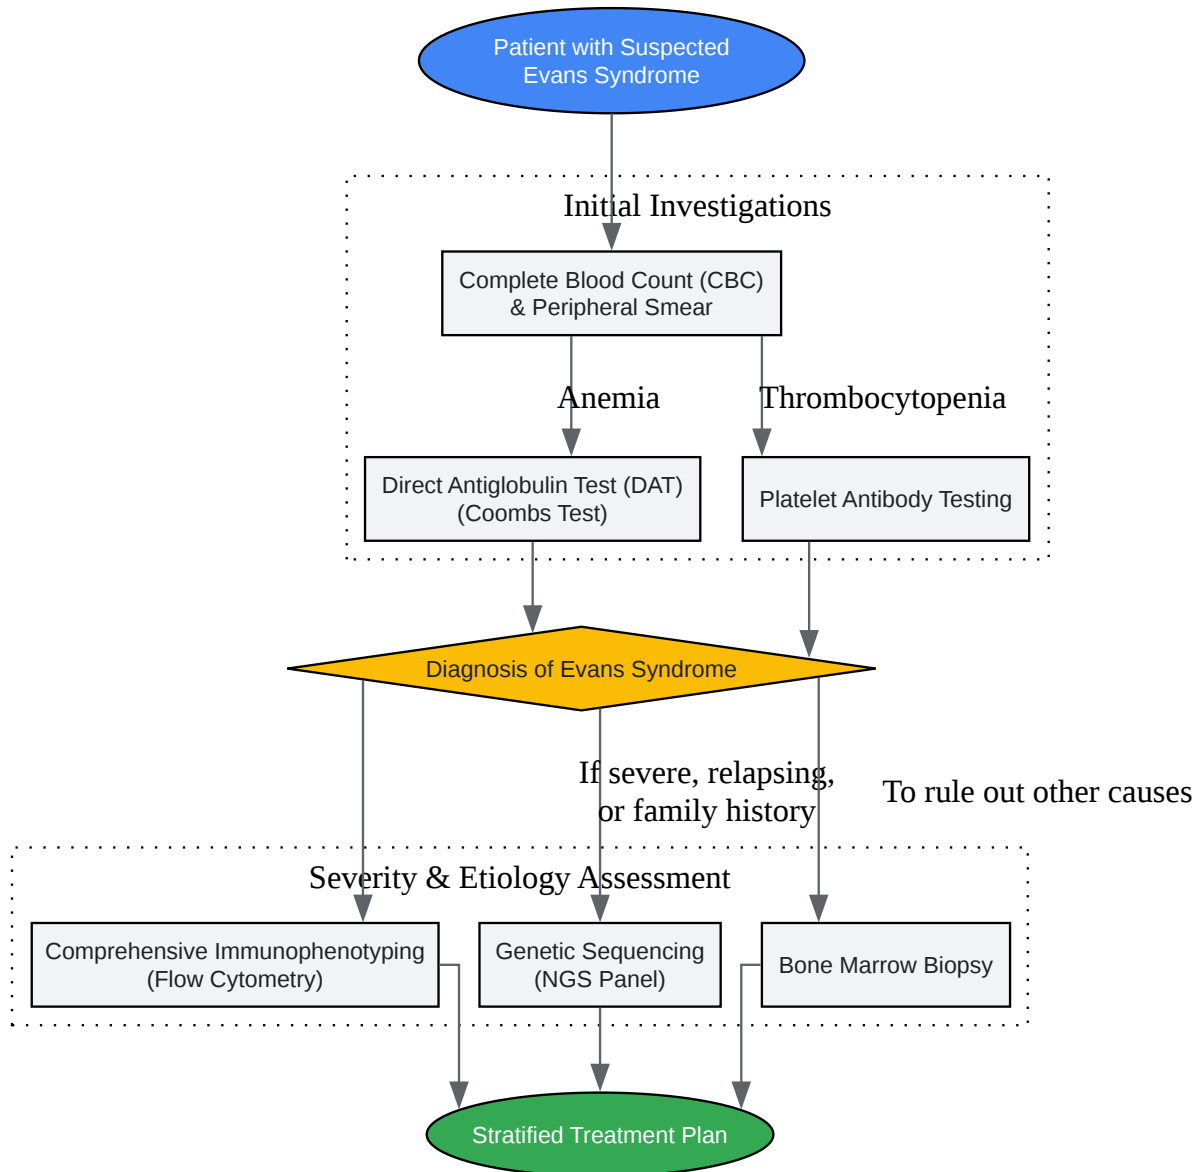 Patient with Suspected
Evans Syndrome
Initial Investigations
Complete Blood Count (CBC)
& Peripheral Smear
Anemia
Thrombocytopenia
Direct Antiglobulin Test (DAT)
(Coombs Test)
Platelet Antibody Testing
Diagnosis of Evans Syndrome
If severe, relapsing,
or family history
To rule out other causes
Severity & Etiology Assessment
Comprehensive Immunophenotyping
(Flow Cytometry)
Genetic Sequencing
(NGS Panel)
Bone Marrow Biopsy
Stratified Treatment Plan